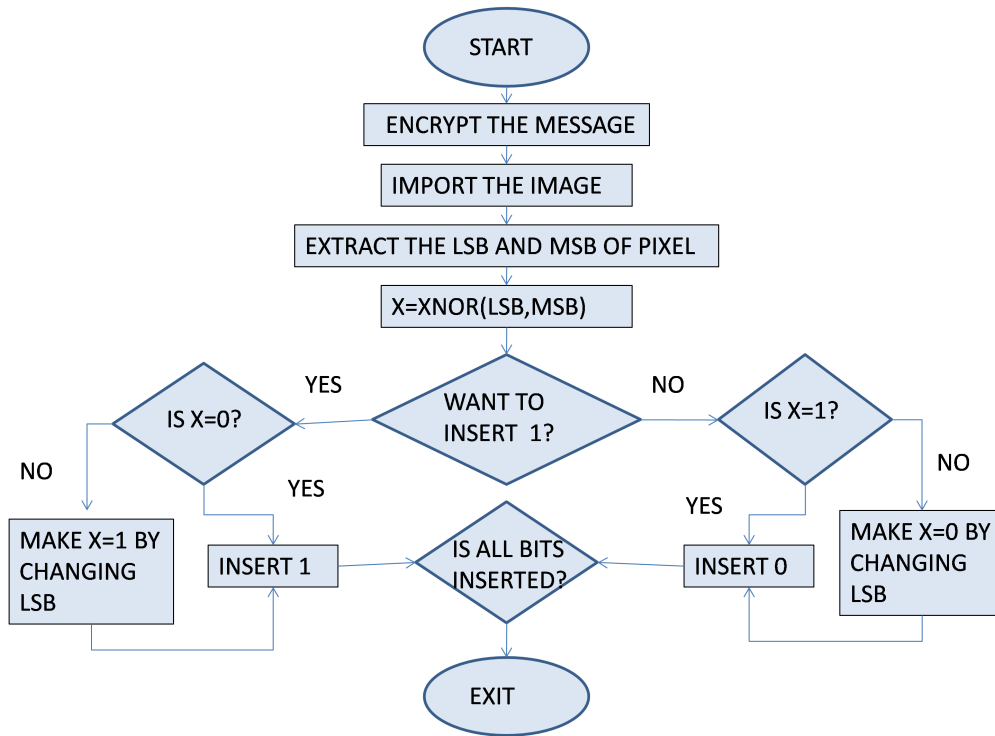 START
ENCRYPT THE MESSAGE
IMPORT THE IMAGE
EXTRACT THE LSB AND MSB OF PIXEL
X=XNOR(LSB,MSB)
YES
NO
IS X=0?
WANT TO
INSERT 1?
IS X=1?
NO
YES
YES
NO
MAKE X=1 BY
CHANGING
LSB
INSERT 1
IS ALL BITS
INSERTED?
INSERT 0
MAKE X=0 BY
CHANGING
LSB
EXIT